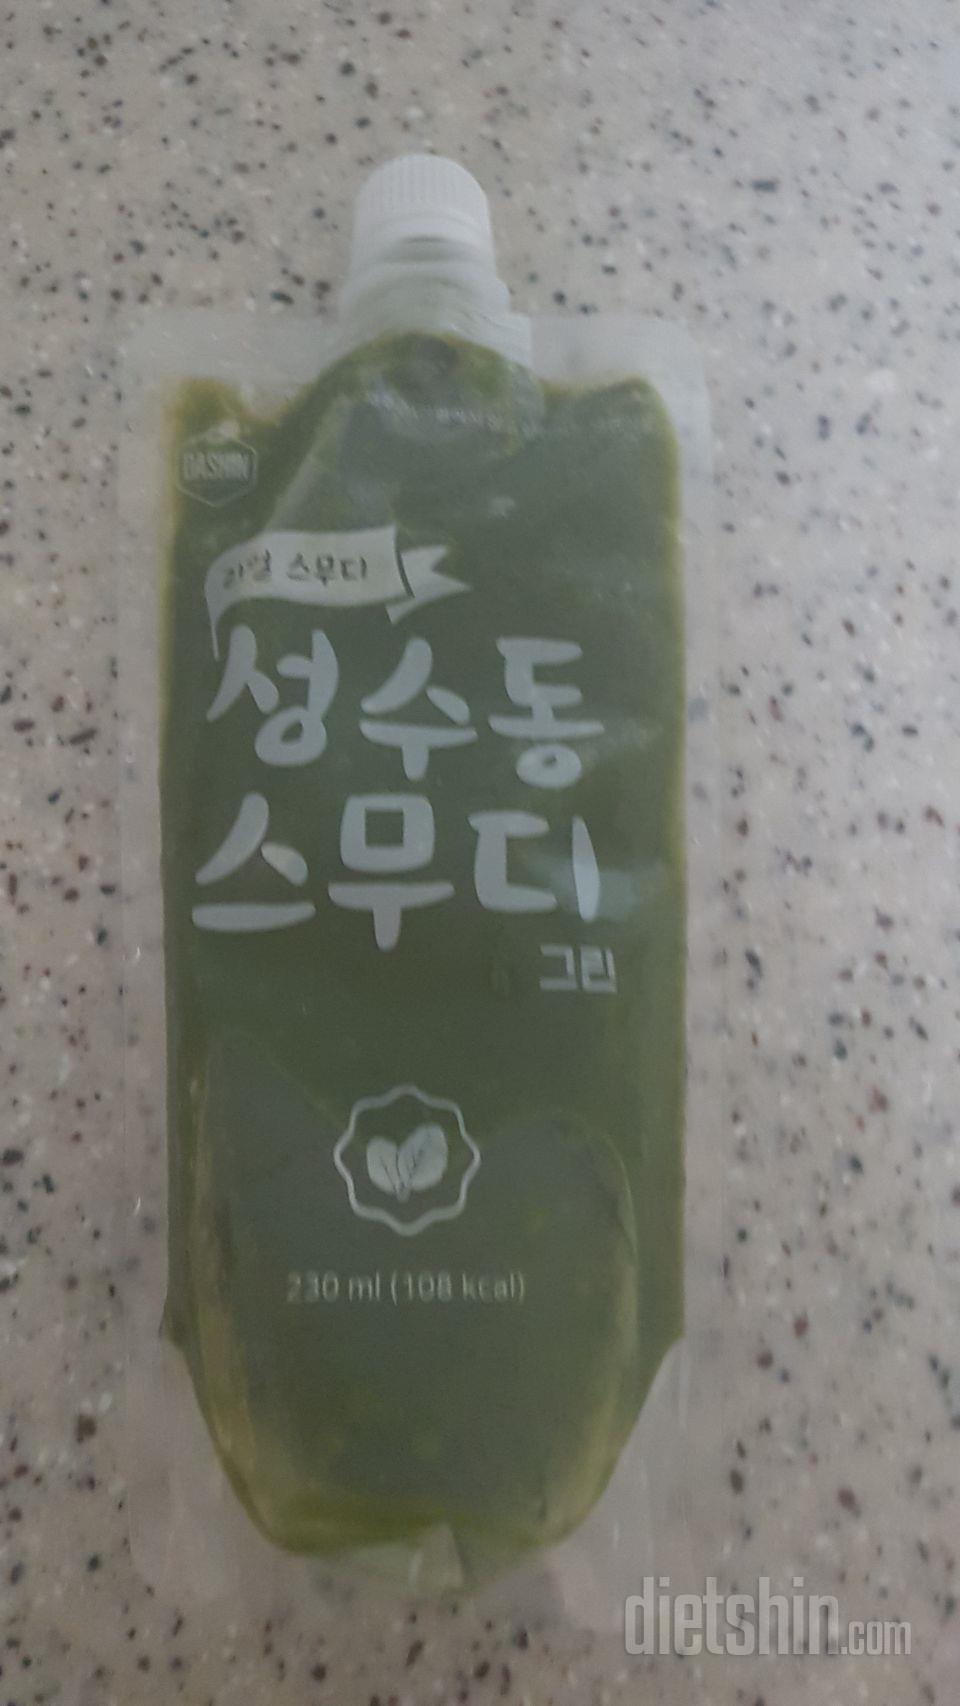 DASHIN
리얼 스무디
성수동
스무디
그린
230 ml (108 kcal)
dietshin.com